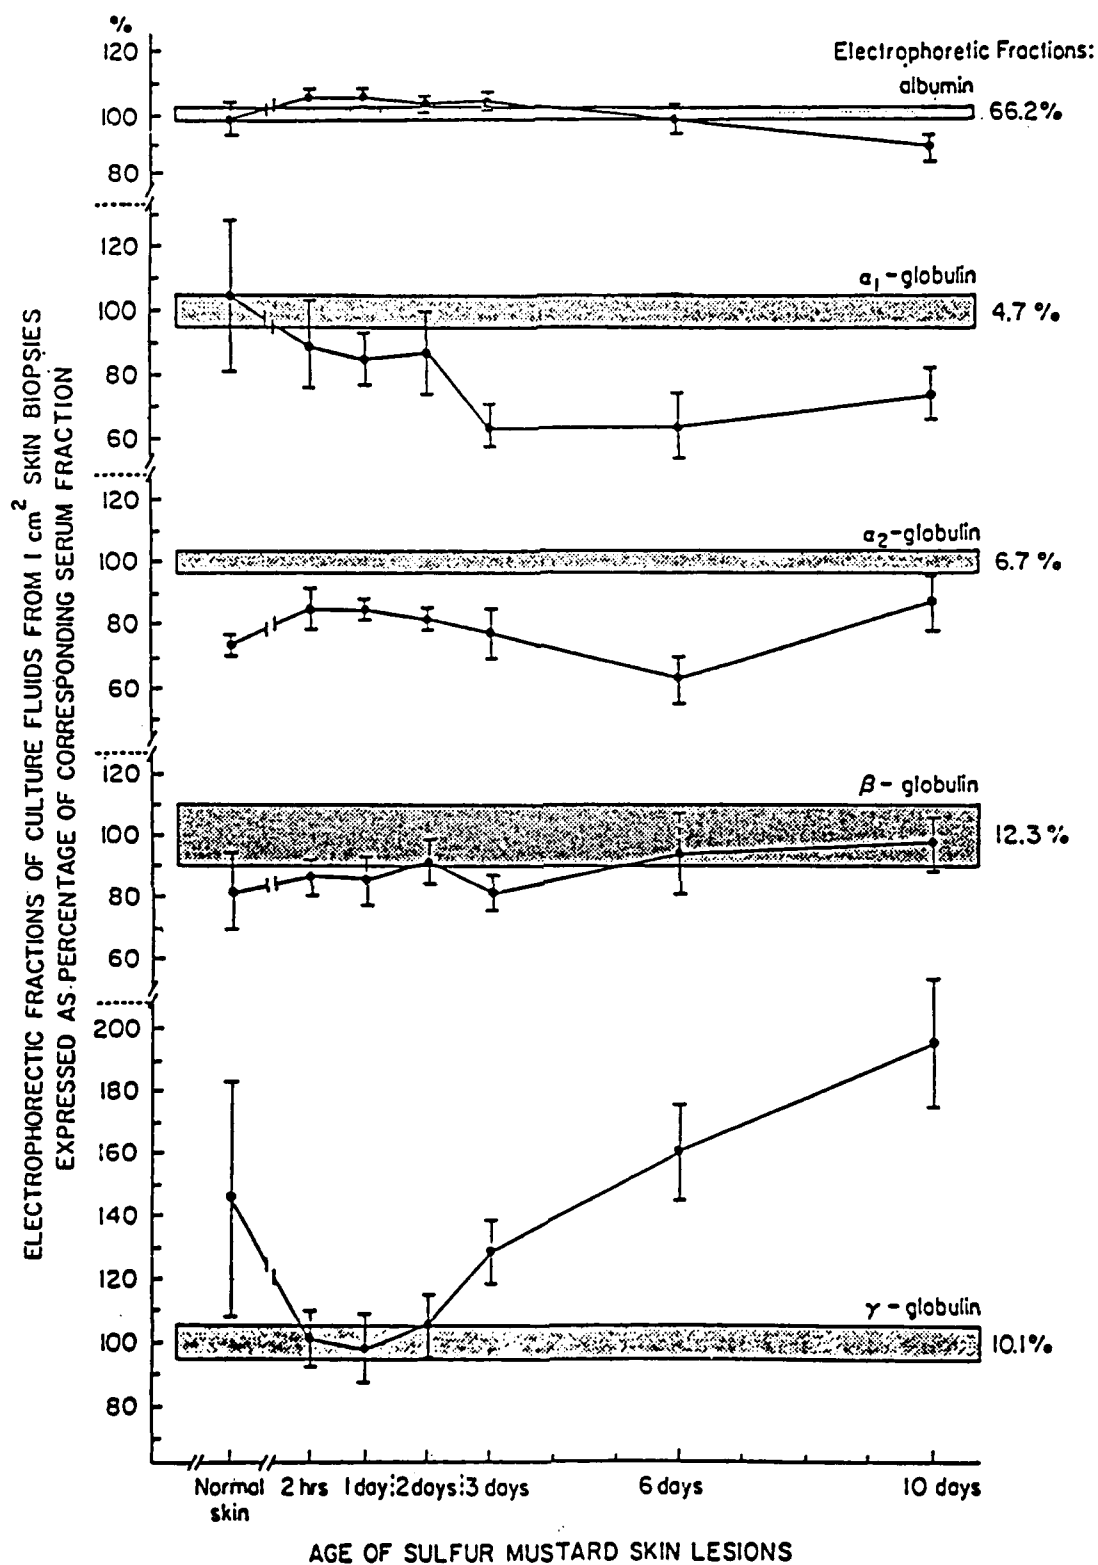 %
120
100
80
Electrophoretic Fractions:
albumin
66.2%
120
100
80
60
α1-globulin
4.7 %
120
100
80
60
α2-globulin
6.7 %
120
100
80
60
β- globulin
12.3 %
200
180
160
140
120
100
80
γ - globulin
10.1%
ELECTROPHORECTIC FRACTIONS OF CULTURE FLUIDS FROM 1 cm² SKIN BIOPSIES
EXPRESSED AS PERCENTAGE OF CORRESPONDING SERUM FRACTION
Normal skin 2 hrs 1 day 2 days 3 days 6 days 10 days
AGE OF SULFUR MUSTARD SKIN LESIONS